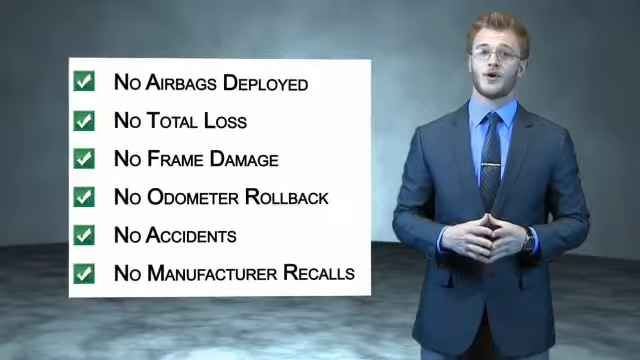 No Airbags Deployed
No Total Loss
No Frame Damage
No Odometer Rollback
No Accidents
No Manufacturer Recalls